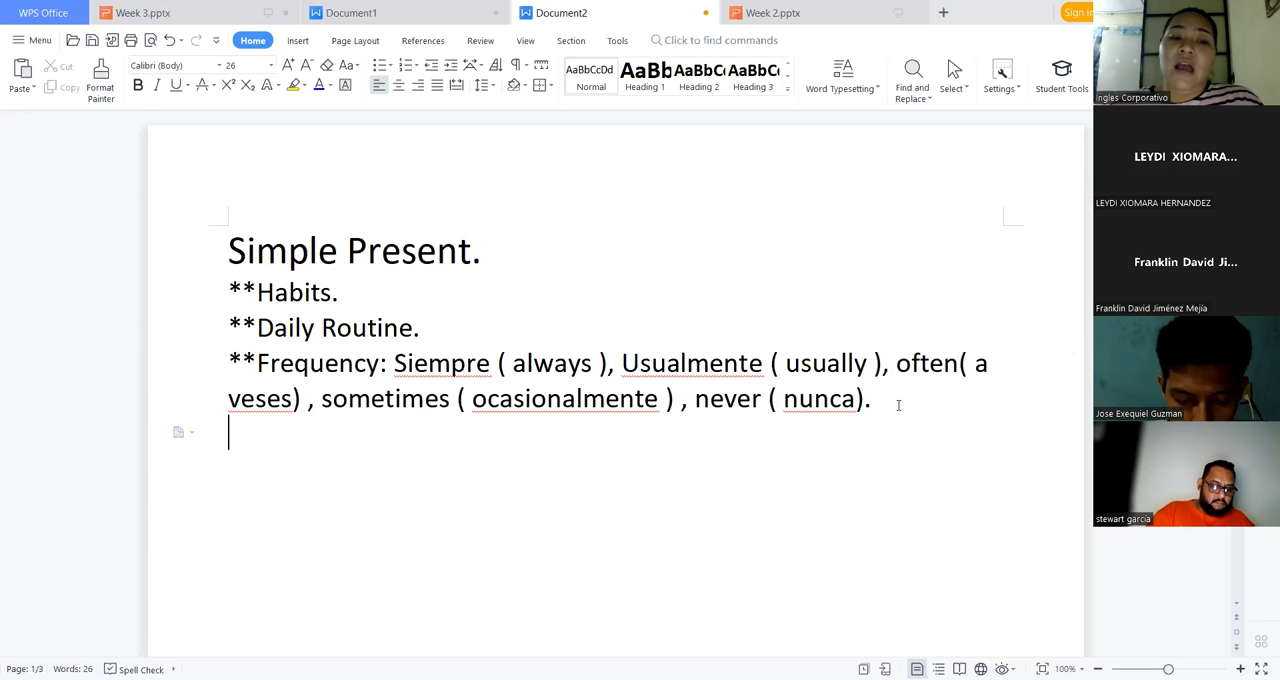 WPS Office
Week 3.pptx
Document1
Document2
Week 2.pptx
Sign in
Menu
Home
Insert
Page Layout
References
Review
View
Section
Tools
Click to find commands
Paste
Cut
Copy
Format Painter
Calibri (Body)
26
AaBbCcDd
Normal
AaBb
Heading 1
AaBbC
Heading 2
AaBbC
Heading 3
Word Typesetting
Find and Replace
Select
Settings
Student Tools
Simple Present.
**Habits.
**Daily Routine.
**Frequency: Siempre ( always ), Usualmente ( usually ), often( a
veses) , sometimes ( ocasionalmente ) , never ( nunca).
Ingles Corporativo
LEYDI XIOMARA...
LEYDI XIOMARA HERNANDEZ
Franklin David Ji...
Franklin David Jiménez Mejía
Jose Exequiel Guzman
stewart garcia
Page: 1/3
Words: 26
Spell Check
100%